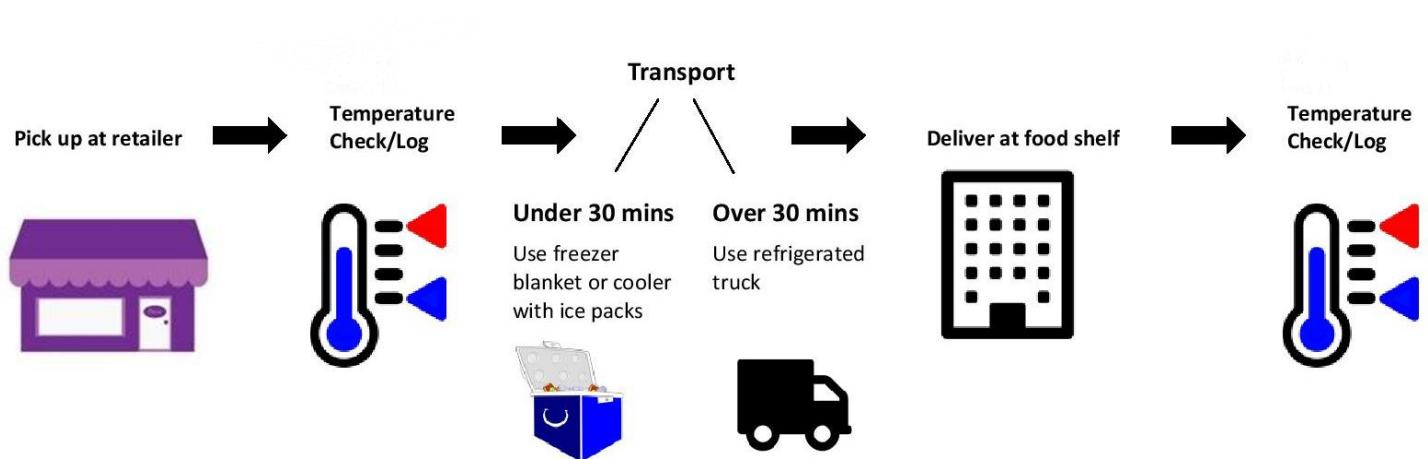 Pick up at retailer
Temperature
Check/Log
Transport
Under 30 mins
Use freezer
blanket or cooler
with ice packs
Over 30 mins
Use refrigerated
truck
Deliver at food shelf
Temperature
Check/Log